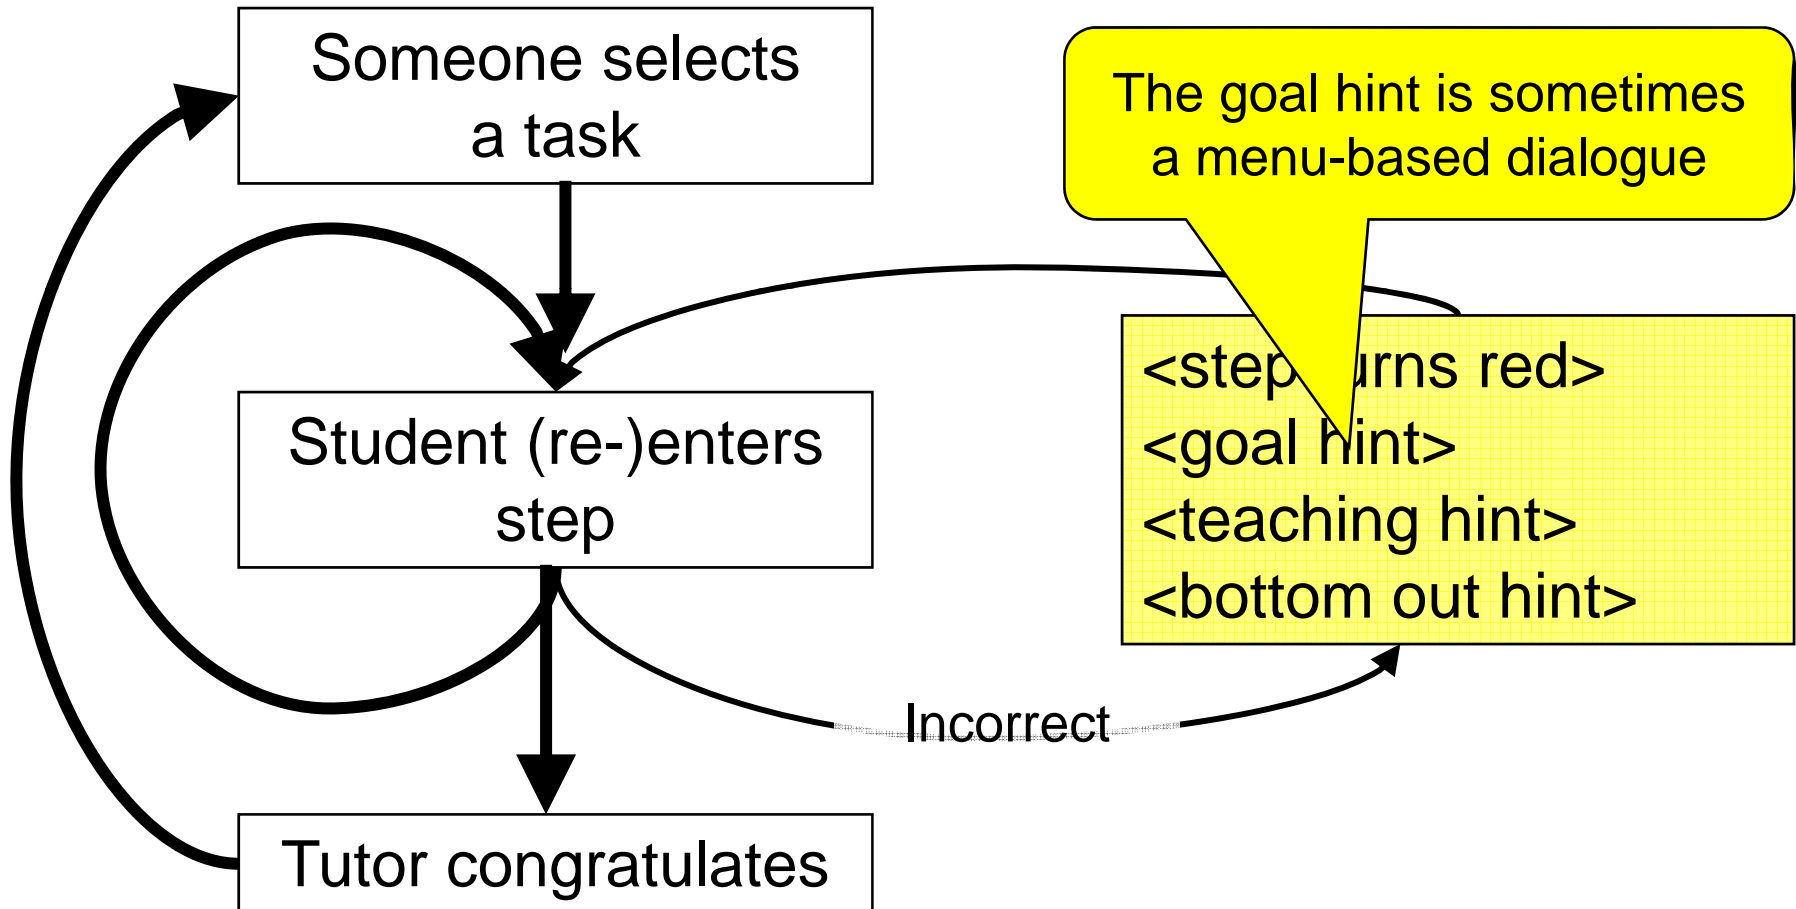 Someone selects
a task
The goal hint is sometimes
a menu-based dialogue
Student (re-)enters
step
<step urns red>
<goal hint>
<teaching hint>
<bottom out hint>
Incorrect
Tutor congratulates